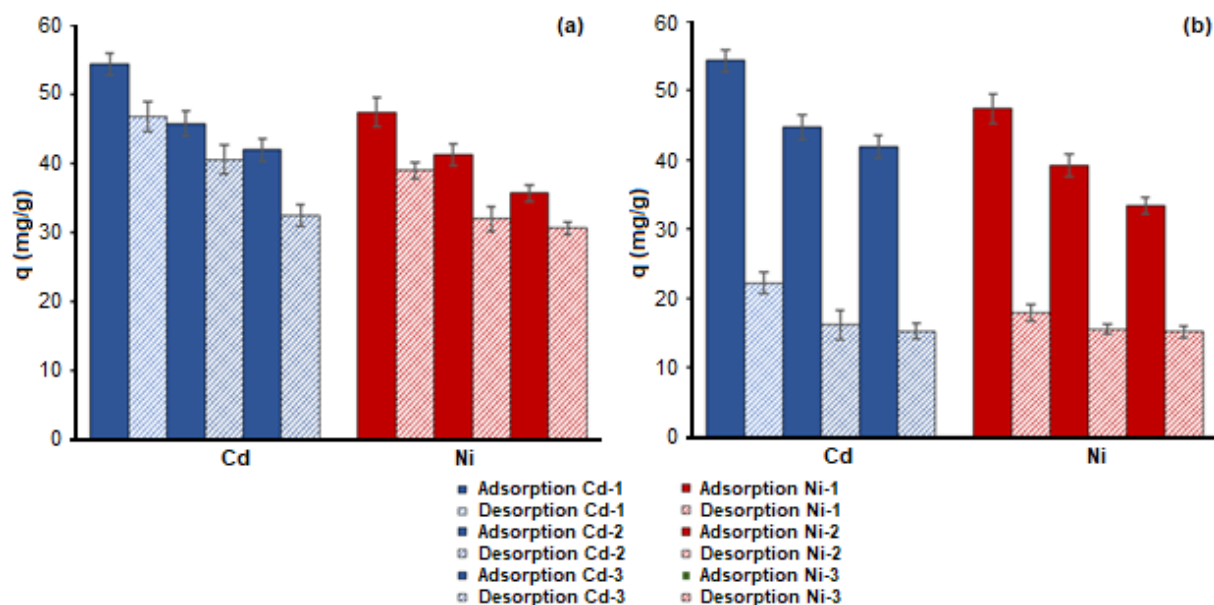 (a)
60
50
40
30
20
10
0
q (mg/g)
Cd Ni
(b)
60
50
40
30
20
10
0
q (mg/g)
Cd Ni
Adsorption Cd-1
Desorption Cd-1
Adsorption Cd-2
Desorption Cd-2
Adsorption Cd-3
Desorption Cd-3
Adsorption Ni-1
Desorption Ni-1
Adsorption Ni-2
Desorption Ni-2
Adsorption Ni-3
Desorption Ni-3